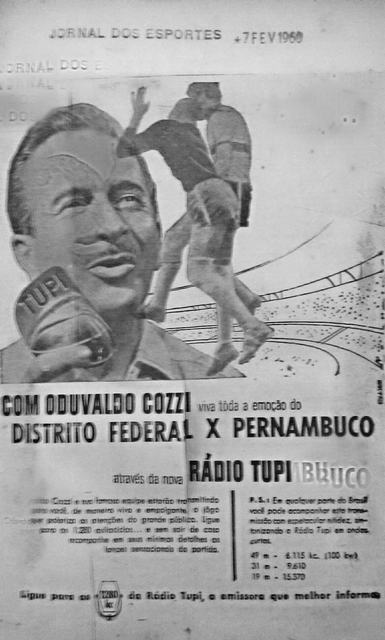 JORNAL DOS ESPORTES +7 FEV 1960
JORNAL DOS E
TUPI
COM ODUVALDO COZZI viva tôda a emoção do
DISTRITO FEDERAL X PERNAMBUCO
através da nova RÁDIO TUPI
BUCO
Cozzi e sua famosa equipe estarão transmitindo
para você, de maneira viva e empolgante, o jôgo
que polariza as atenções do grande público. Ligue
para os 1280 e sem sair de casa
acompanhe em seus mínimos detalhes os
lances sensacionais da partida.
P. S.: Em qualquer parte do Brasil
você pode acompanhar esta trans-
missão com espetacular nitidez, sin-
tonizando a Rádio Tupi em ondas
curtas.
49 m - 6.115 kc. (100 kw)
31 m - 9.610
19 m - 15.370
Ligue para os 1280 kc da Rádio Tupi, a emissora que melhor informa